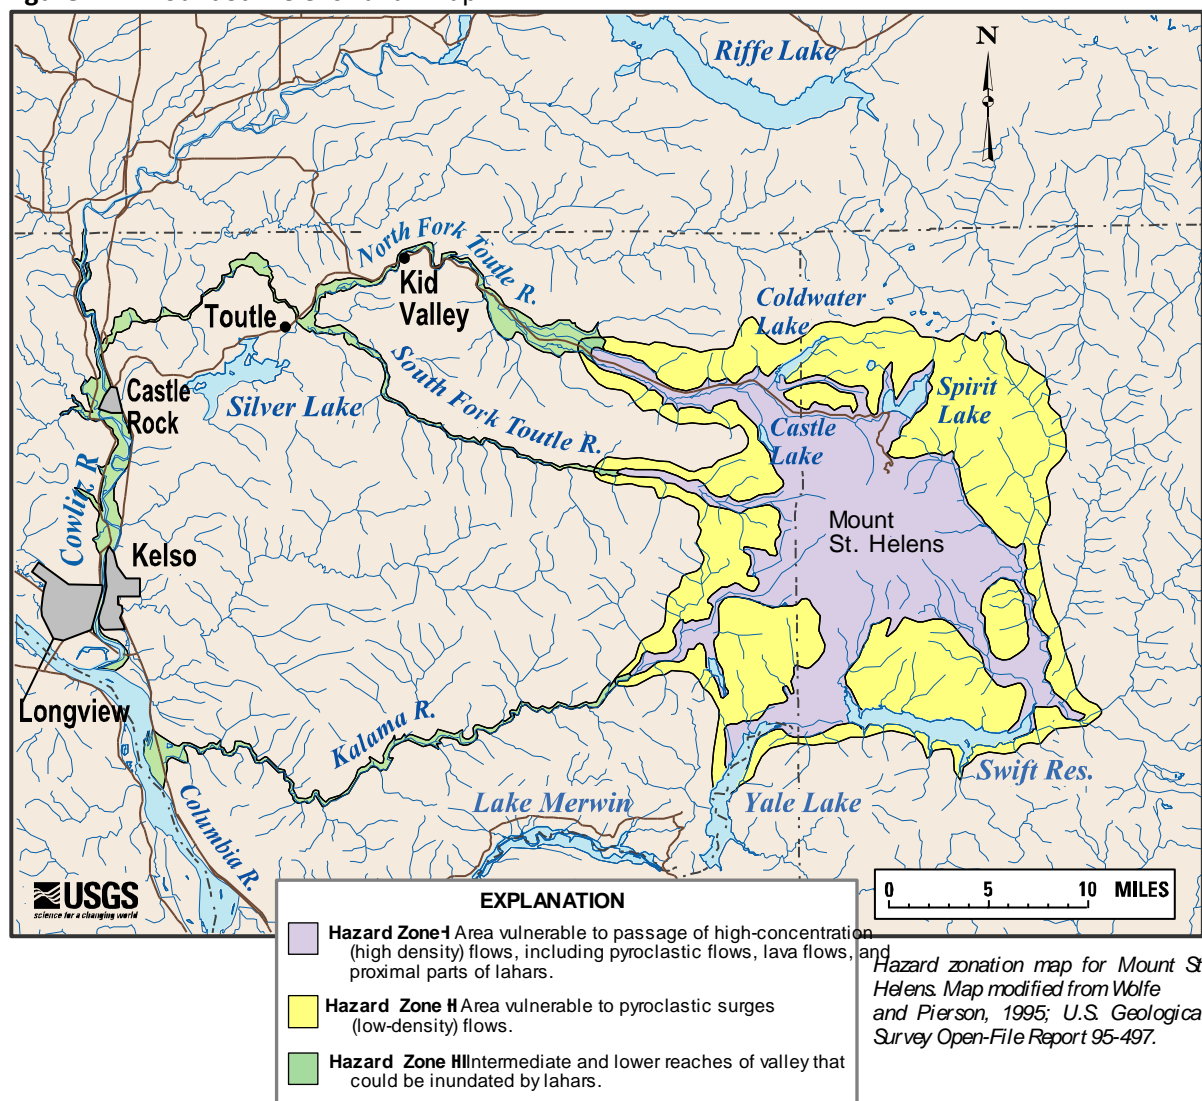 Riffe Lake
N
North Fork Toutle R.
Kid
Valley
Toutle
Coldwater
Lake
South Fork Toutle R.
Spirit
Lake
Castle
Rock
Silver Lake
Castle
Lake
Cowlitz R
Mount
St. Helens
Kelso
Longview
Kalama R.
Swift Res.
Columbia R.
Lake Merwin
Yale Lake
USGS
science for a changing world
0 5 10 MILES
EXPLANATION
Hazard Zone I Area vulnerable to passage of high-concentration
(high density) flows, including pyroclastic flows, lava flows, and
proximal parts of lahars.
Hazard Zone II Area vulnerable to pyroclastic surges
(low-density) flows.
Hazard Zone III Intermediate and lower reaches of valley that
could be inundated by lahars.
Hazard zonation map for Mount St
Helens. Map modified from Wolfe
and Pierson, 1995; U.S. Geologica
Survey Open-File Report 95-497.